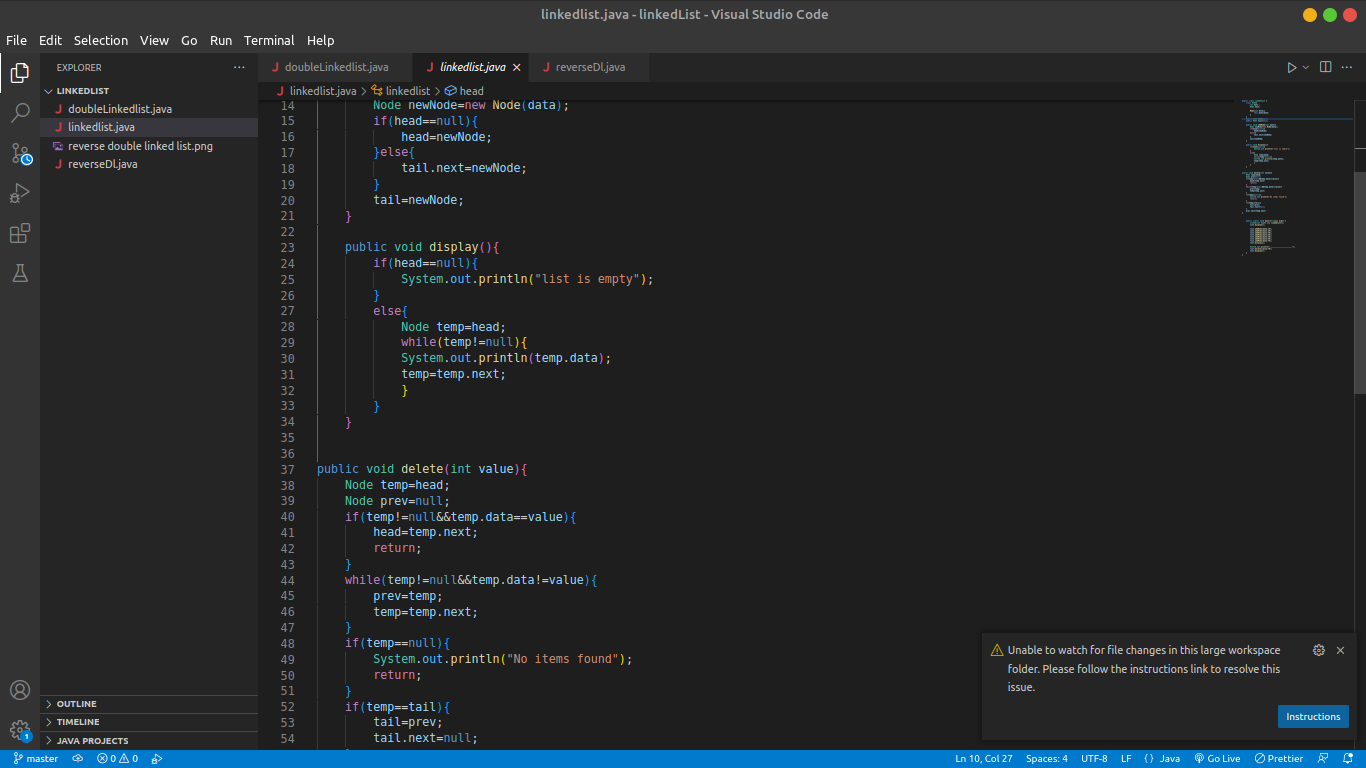 linkedlist.java - linkedList - Visual Studio Code
File Edit Selection View Go Run Terminal Help
EXPLORER
LINKEDLIST
doubleLinkedlist.java
linkedlist.java
reverse double linked list.png
reverseDl.java
OUTLINE
TIMELINE
JAVA PROJECTS
doubleLinkedlist.java linkedlist.java reverseDl.java
linkedlist.java > linkedlist > head
14 Node newNode=new Node(data);
15 if(head==null){
16 head=newNode;
17 }else{
18 tail.next=newNode;
19 }
20 tail=newNode;
21 }
22
23 public void display(){
24 if(head==null){
25 System.out.println("list is empty");
26 }
27 else{
28 Node temp=head;
29 while(temp!=null){
30 System.out.println(temp.data);
31 temp=temp.next;
32 }
33 }
34 }
35
36
37 public void delete(int value){
38 Node temp=head;
39 Node prev=null;
40 if(temp!=null&&temp.data==value){
41 head=temp.next;
42 return;
43 }
44 while(temp!=null&&temp.data!=value){
45 prev=temp;
46 temp=temp.next;
47 }
48 if(temp==null){
49 System.out.println("No items found");
50 return;
51 }
52 if(temp==tail){
53 tail=prev;
54 tail.next=null;
Unable to watch for file changes in this large workspace
folder. Please follow the instructions link to resolve this
issue.
Instructions
1
master 0 0 Ln 10, Col 27 Spaces: 4 UTF-8 LF { } Java Go Live Prettier